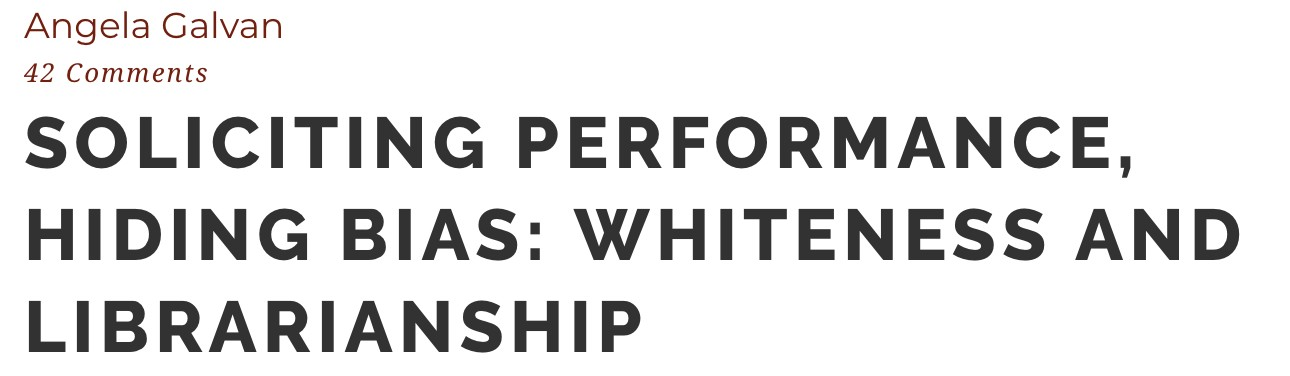 Angela Galvan
42 Comments
SOLICITING PERFORMANCE,
HIDING BIAS: WHITENESS AND
LIBRARIANSHIP